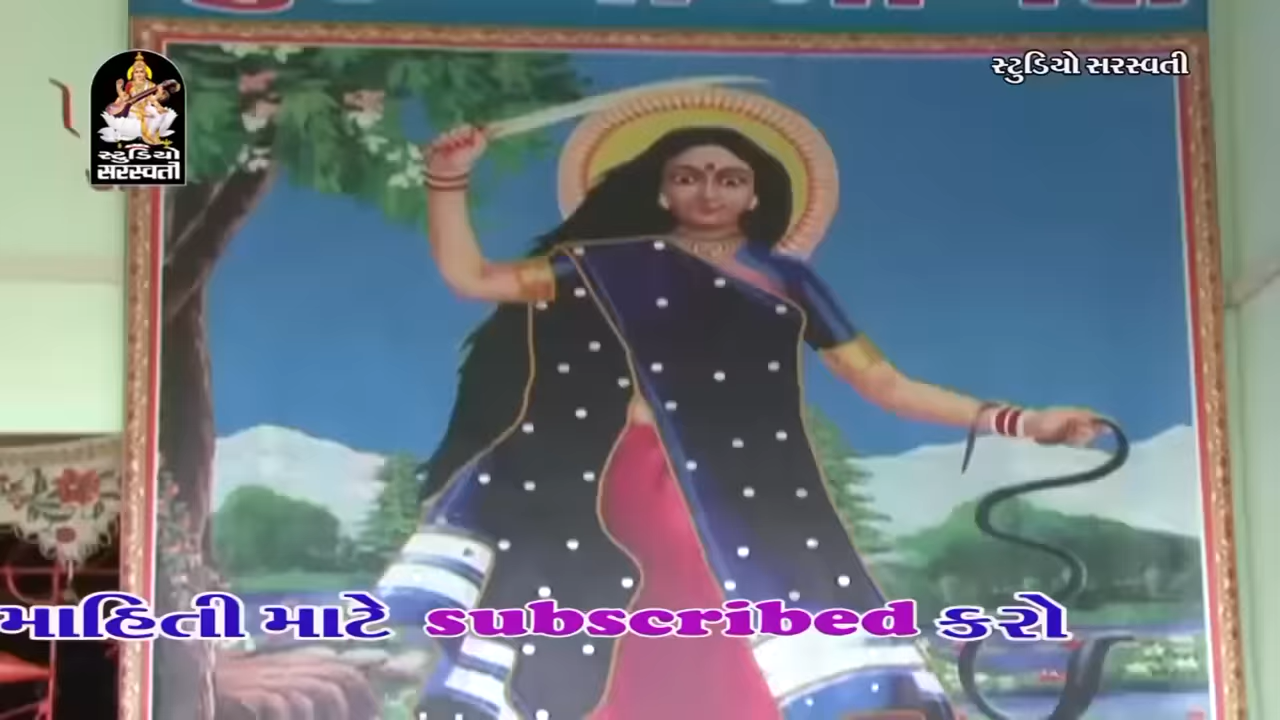 સ્ટુડિયો સરસ્વતી
સ્ટુડિયો
સરસ્વતી
માહિતી માટે subscribed કરો